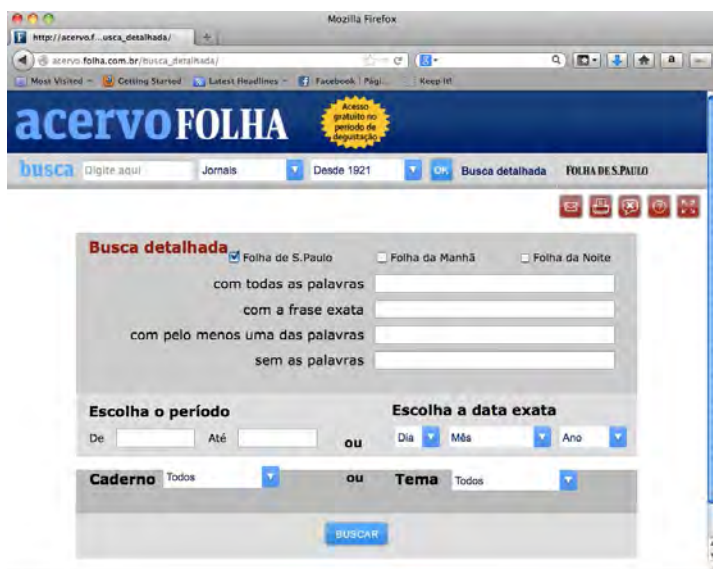 Mozilla Firefox
http://acervo.f...usca_detalhada/
acervo.folha.com.br/busca_detalhada/
Most Visited Getting Started Latest Headlines Facebook | Pági... Keep It!
acervo FOLHA
Acesso
gratuito no
período de
degustação
busca Digite aqui Jornais Desde 1921 OK Busca detalhada FOLHA DE S.PAULO
Busca detalhada Folha de S.Paulo Folha da Manhã Folha da Noite
com todas as palavras
com a frase exata
com pelo menos uma das palavras
sem as palavras
Escolha o período Escolha a data exata
De Até ou Dia Mês Ano
Caderno Todos ou Tema Todos
BUSCAR